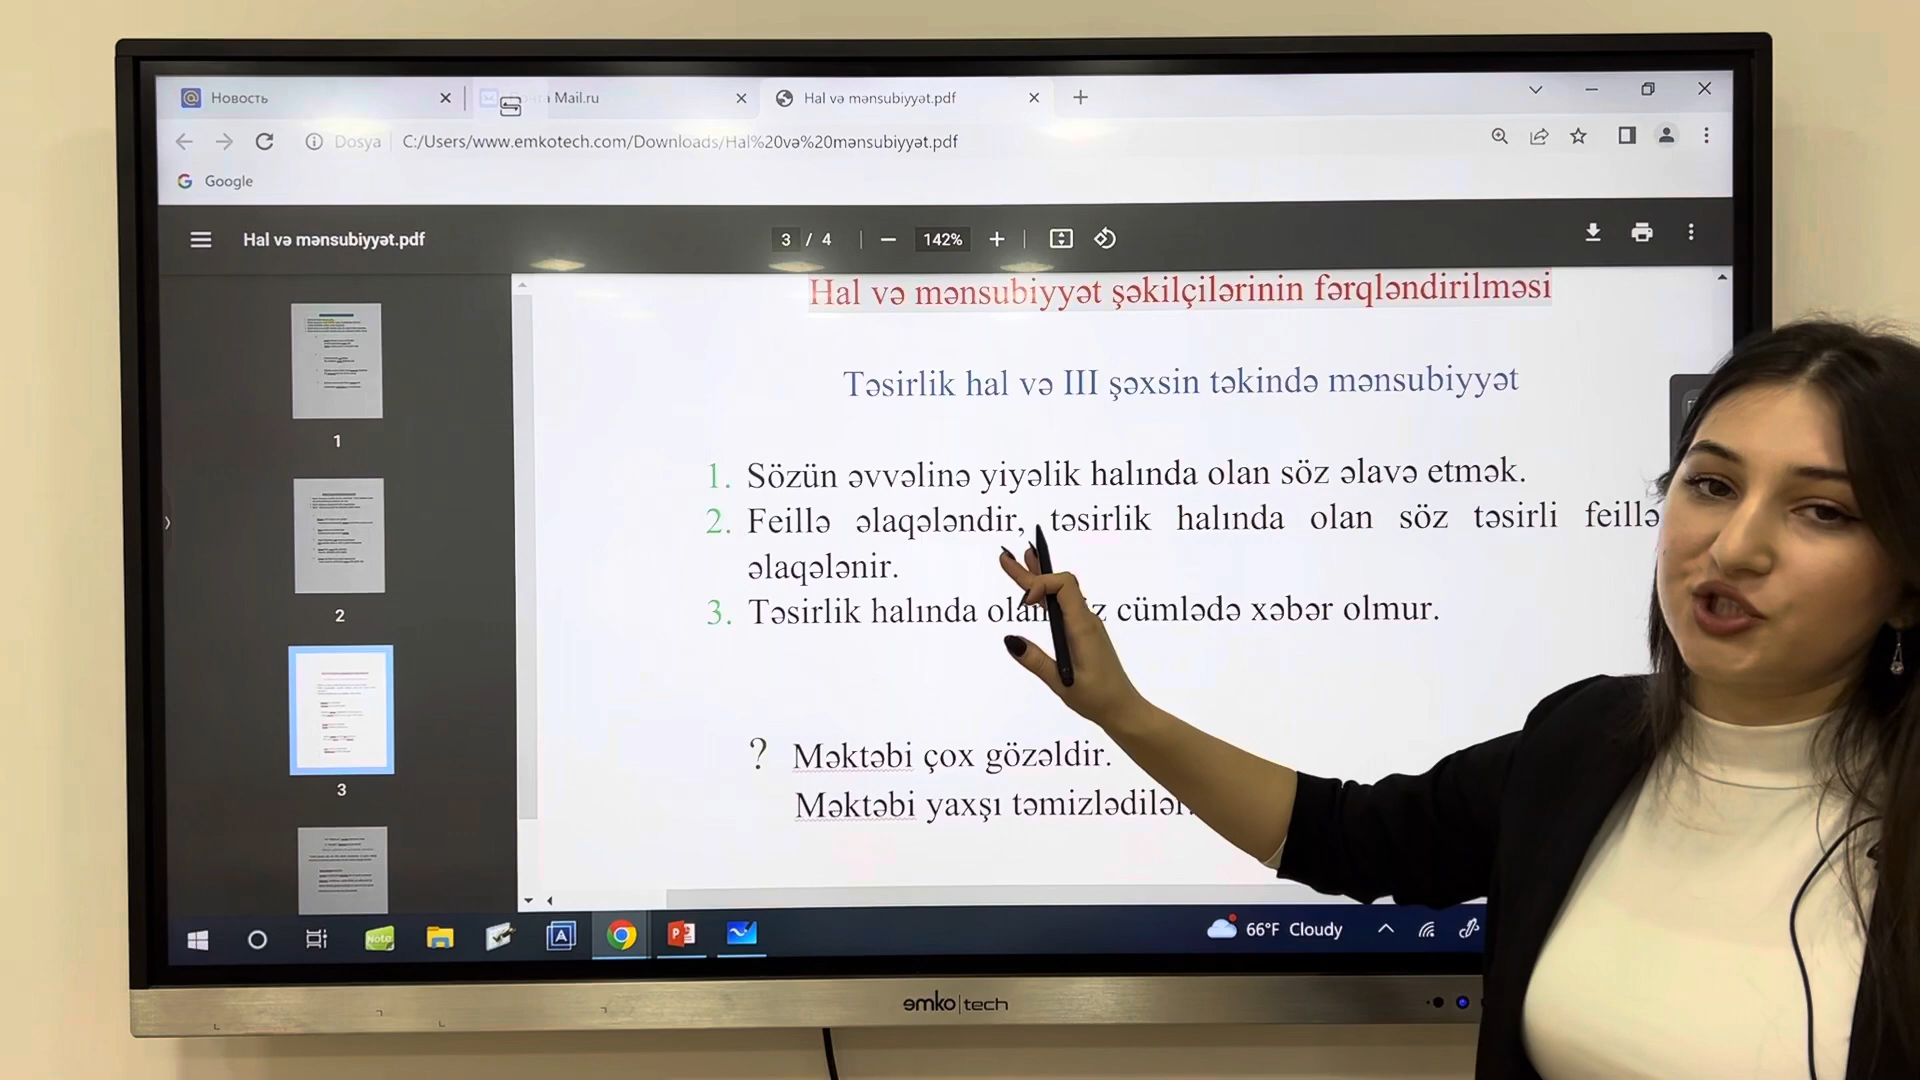 Новость
Mail.ru
Hal və mənsubiyyət.pdf
Dosya
C:/Users/www.emkotech.com/Downloads/Hal%20və%20mənsubiyyət.pdf
Google
Hal və mənsubiyyət.pdf
3 / 4
142%
Hal və mənsubiyyət şəkilçilərinin fərqləndirilməsi
Təsirlik hal və III şəxsin təkində mənsubiyyət
1. Sözün əvvəlinə yiyəlik halında olan söz əlavə etmək.
2. Feillə əlaqələndir, təsirlik halında olan söz təsirli feillə
əlaqələnir.
3. Təsirlik halında cümlədə xəbər olmur.
? Məktəbi çox gözəldir.
Məktəbi yaxşı təmizlədilər.
1
2
3
Note
66°F Cloudy
emko|tech